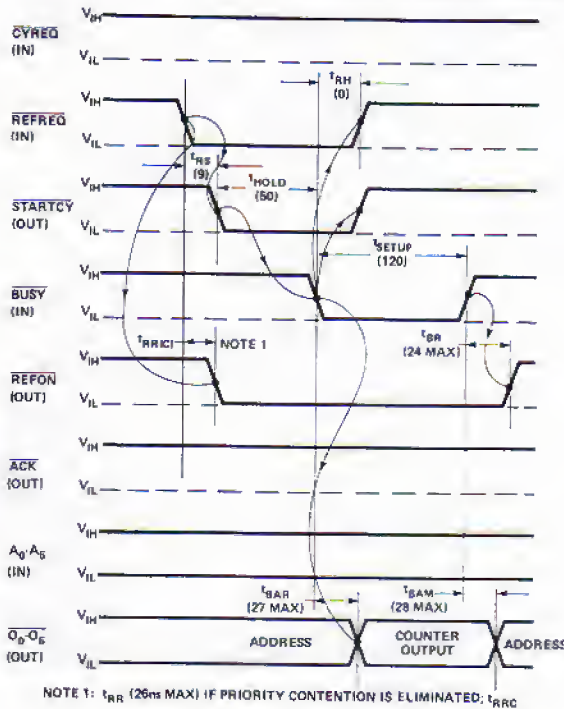 CYREQ
(IN)
VIH
VIL
REFREQ
(IN)
VIH
VIL
tRH
(0)
tRS
(9)
tHOLD
(50)
STARTCY
(OUT)
VIH
VIL
tSETUP
(120)
BUSY
(IN)
VIH
VIL
tRR(C)
NOTE 1
tBR
(24 MAX)
REFON
(OUT)
VIH
VIL
ACK
(OUT)
VIH
VIL
A0-A5
(IN)
VIH
VIL
tBAR
(27 MAX)
tBAM
(28 MAX)
O0-O5
(OUT)
VIH
VIL
ADDRESS
COUNTER
OUTPUT
ADDRESS
NOTE 1: tRR (26ns MAX) IF PRIORITY CONTENTION IS ELIMINATED; tRRC